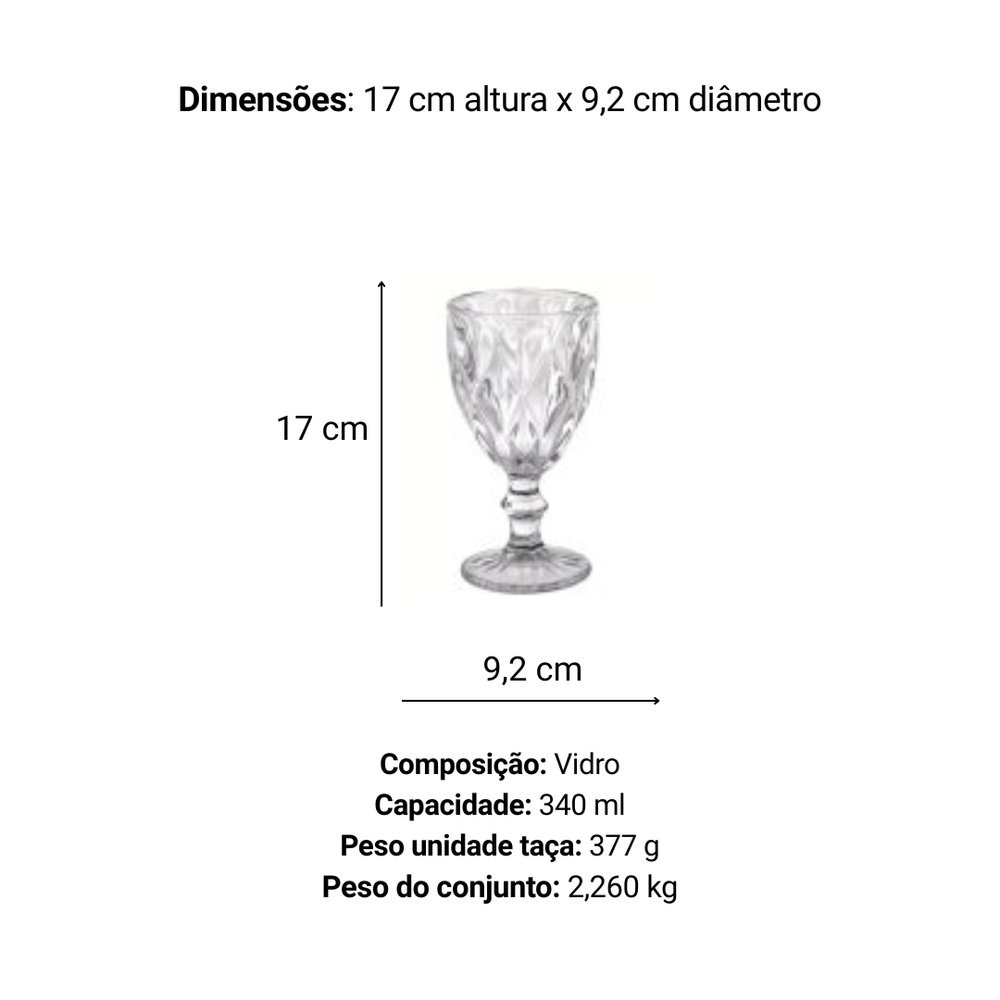 Dimensões: 17 cm altura x 9,2 cm diâmetro
17 cm
9,2 cm
Composição: Vidro
Capacidade: 340 ml
Peso unidade taça: 377 g
Peso do conjunto: 2,260 kg